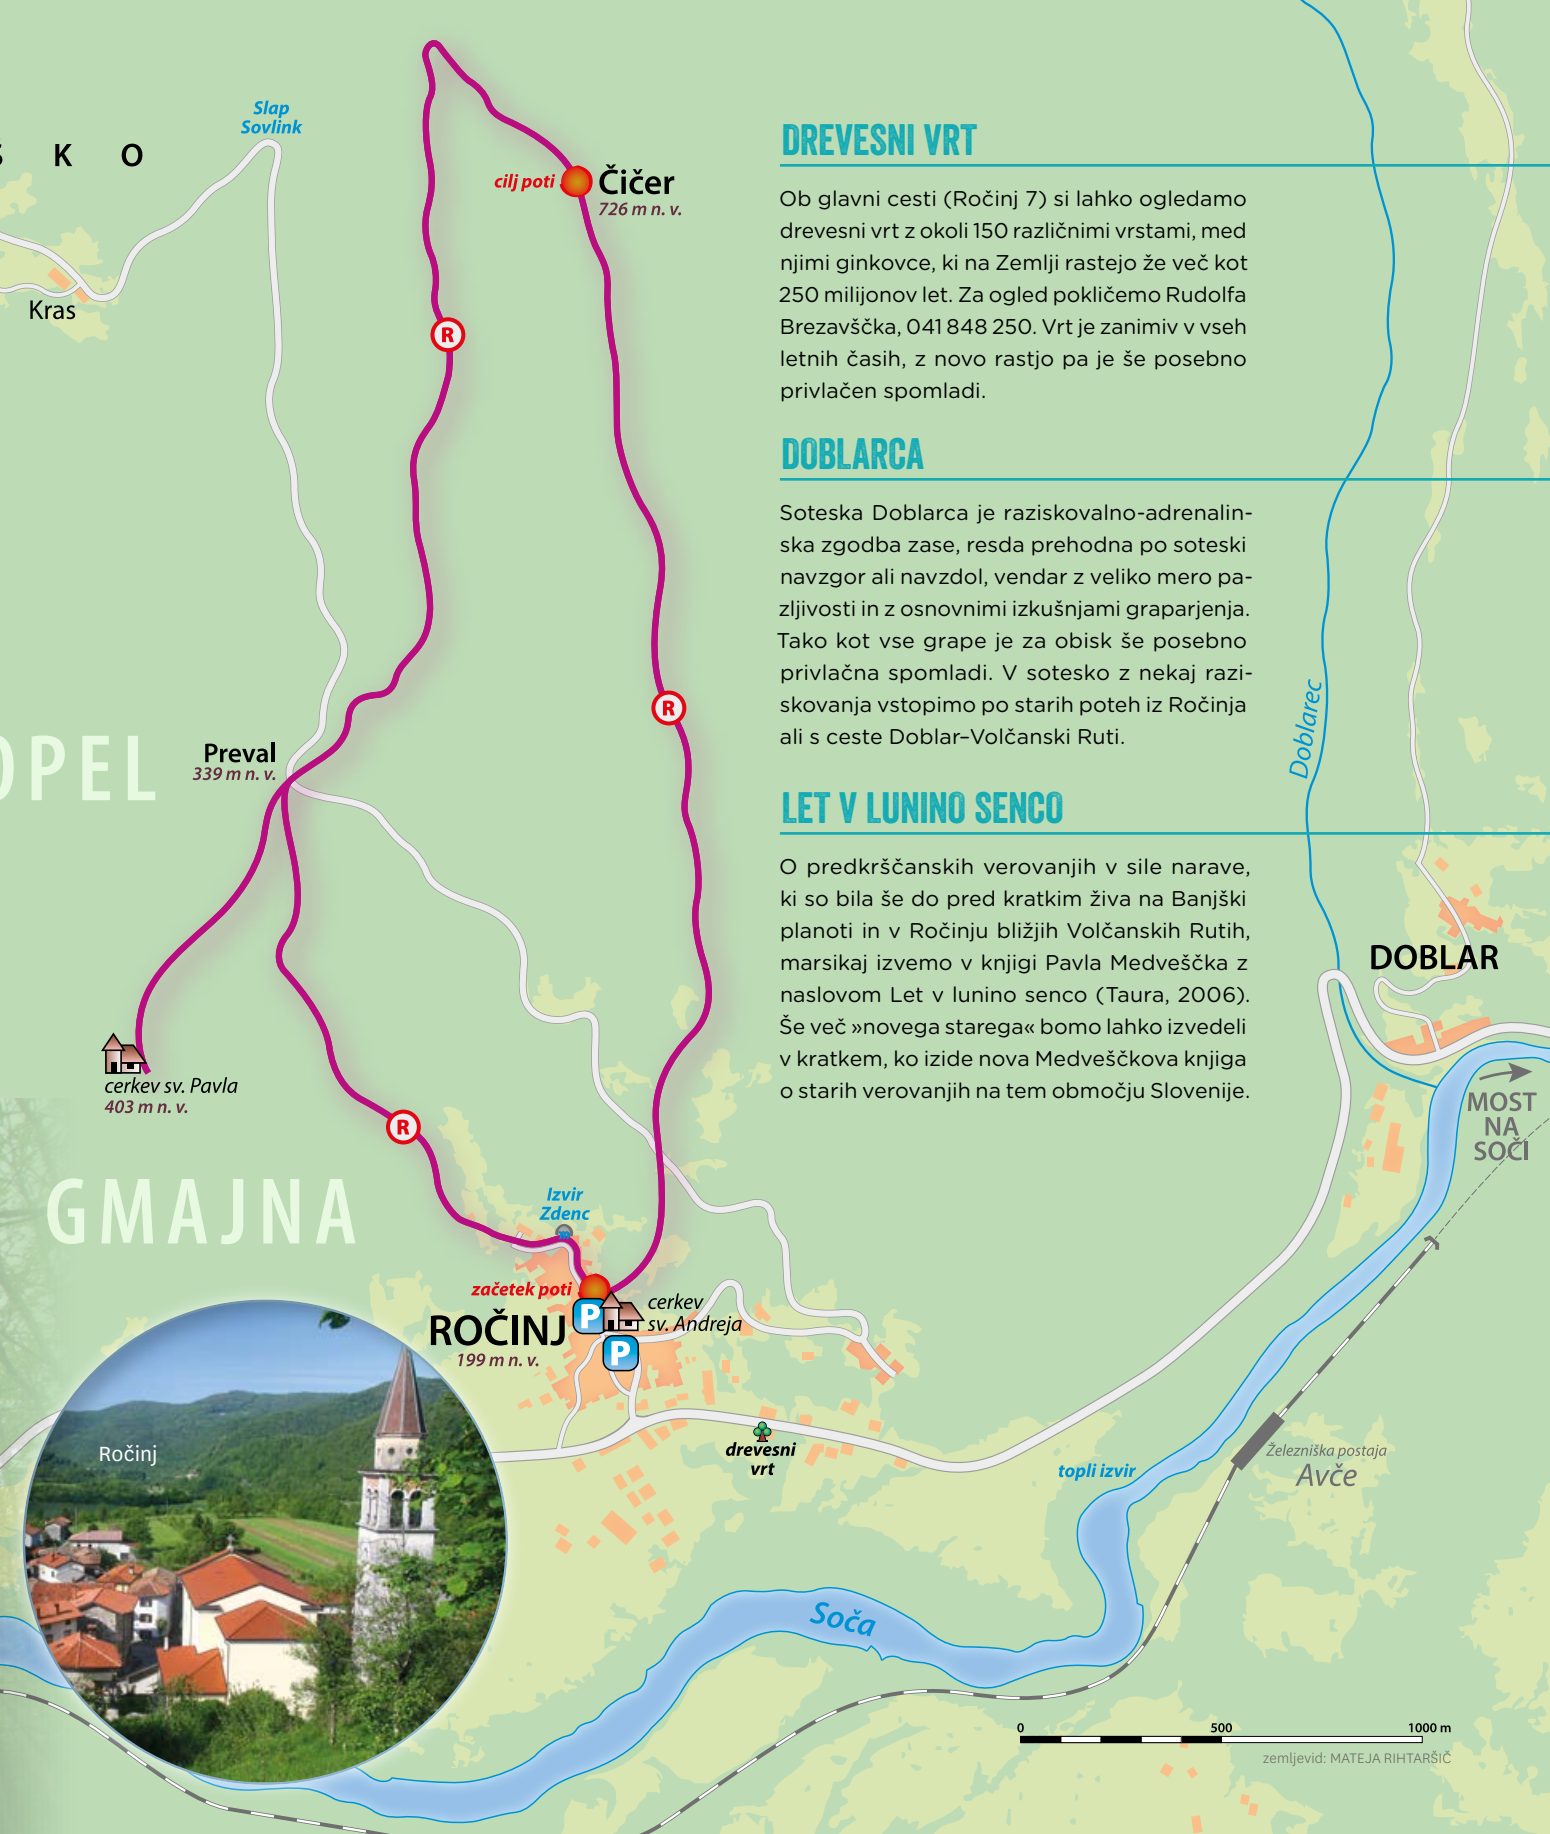 Slap
Sovlink
Š K O
cilj poti
Čičer
726 m n. v.
Kras
R
R
OPEL
Preval
339 m n. v.
cerkev sv. Pavla
403 m n. v.
R
GMAJNA
Izvir
Zdenc
začetek poti
ROČINJ
199 m n. v.
P
P
cerkev
sv. Andreja
drevesni
vrt
Ročinj
DREVESNI VRT
Ob glavni cesti (Ročinj 7) si lahko ogledamo
drevesni vrt z okoli 150 različnimi vrstami, med
njimi ginkovce, ki na Zemlji rastejo že več kot
250 milijonov let. Za ogled pokličemo Rudolfa
Brezavščka, 041 848 250. Vrt je zanimiv v vseh
letnih časih, z novo rastjo pa je še posebno
privlačen spomladi.
DOBLARCA
Soteska Doblarca je raziskovalno-adrenalin-
ska zgodba zase, resda prehodna po soteski
navzgor ali navzdol, vendar z veliko mero pa-
zljivosti in z osnovnimi izkušnjami graparjenja.
Tako kot vse grape je za obisk še posebno
privlačna spomladi. V sotesko z nekaj razi-
skovanja vstopimo po starih poteh iz Ročinja
ali s ceste Doblar–Volčanski Ruti.
LET V LUNINO SENCO
O predkrščanskih verovanjih v sile narave,
ki so bila še do pred kratkim živa na Banjški
planoti in v Ročinju bližjih Volčanskih Rutih,
marsikaj izvemo v knjigi Pavla Medveščka z
naslovom Let v lunino senco (Taura, 2006).
Še več »novega starega« bomo lahko izvedeli
v kratkem, ko izide nova Medveščkova knjiga
o starih verovanjih na tem območju Slovenije.
Doblarec
DOBLAR
MOST
NA
SOČI
topli izvir
Železniška postaja
Avče
Soča
0 500 1000 m
zemljevid: MATEJA RIHTARŠIČ